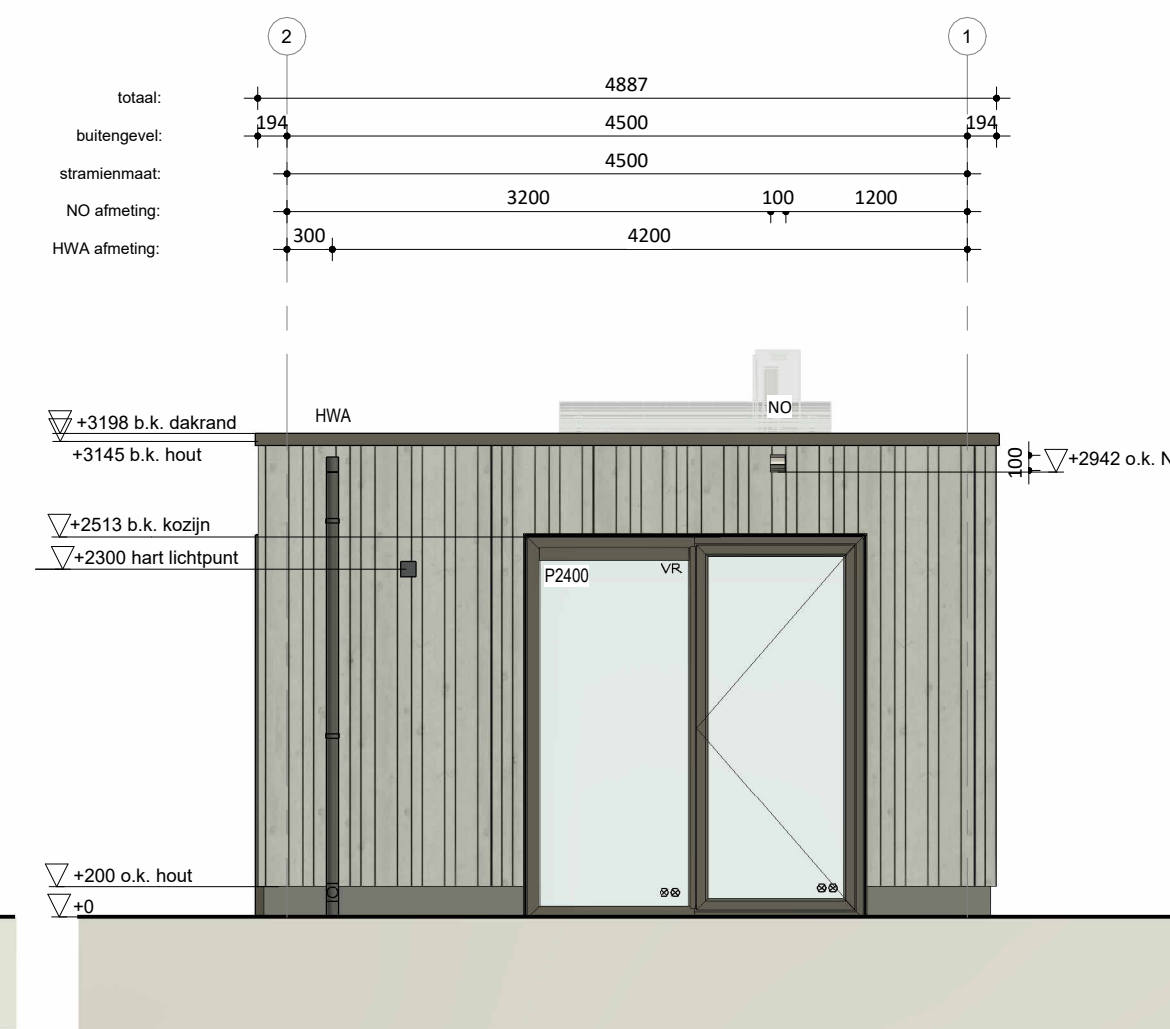 2 1
totaal: 4887
buitengevel: 194 4500 194
stramienmaat: 4500
NO afmeting: 3200 100 1200
HWA afmeting: 300 4200
NO
HWA
+3198 b.k. dakrand
+3145 b.k. hout
100 +2942 o.k. N
+2513 b.k. kozijn
+2300 hart lichtpunt
P2400 VR
+200 o.k. hout
+0